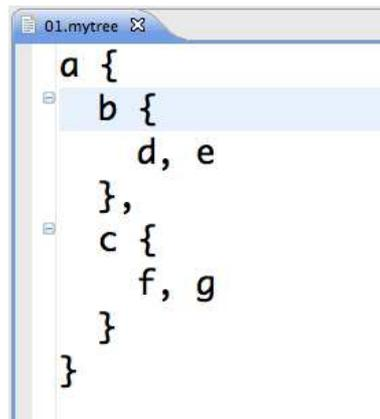 01.mytree
a {
  b {
    d, e
  },
  c {
    f, g
  }
}